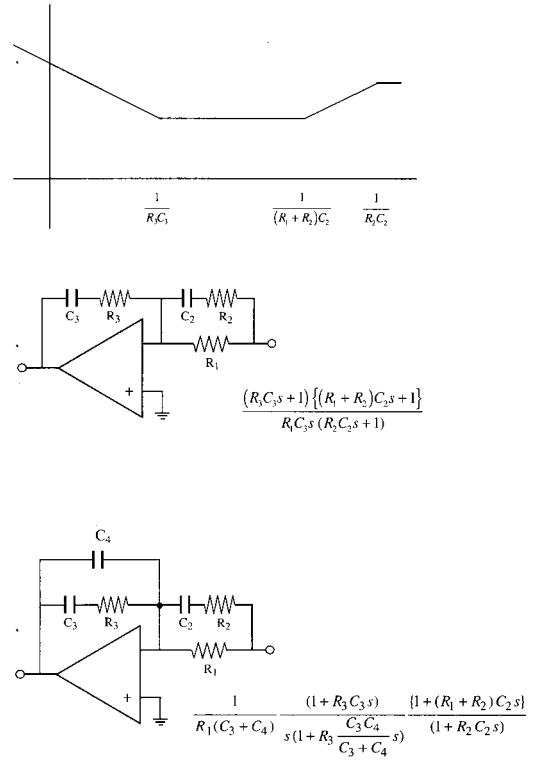 1/(R₃C₃) 1/((R₁ + R₂)C₂) 1/(R₂C₂)
C₃ R₃ C₂ R₂
R₁
+
(R₃C₃s + 1) {(R₁ + R₂)C₂s + 1}
R₁C₃s (R₂C₂s + 1)
C₄
C₃ R₃ C₂ R₂
R₁
+
1/(R₁(C₃ + C₄)) (1 + R₃C₃s)/(s(1 + R₃ C₃C₄/(C₃ + C₄) s)) {1 + (R₁ + R₂)C₂s}/(1 + R₂C₂s)